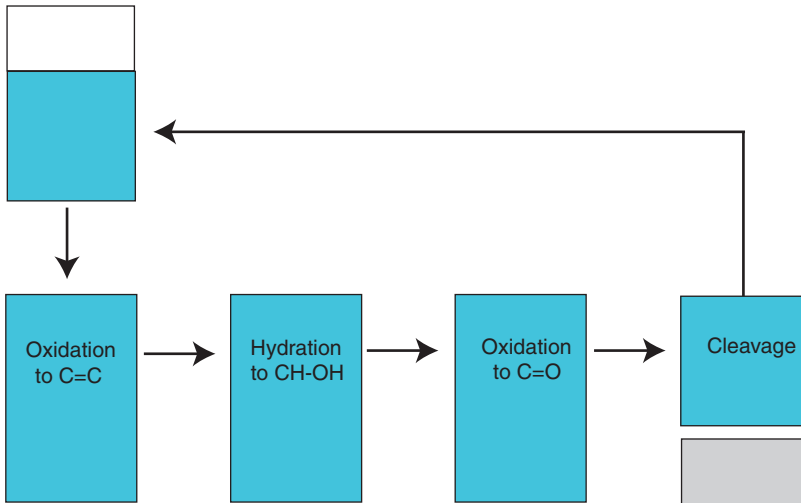 Oxidation
to C=C
Hydration
to CH-OH
Oxidation
to C=O
Cleavage